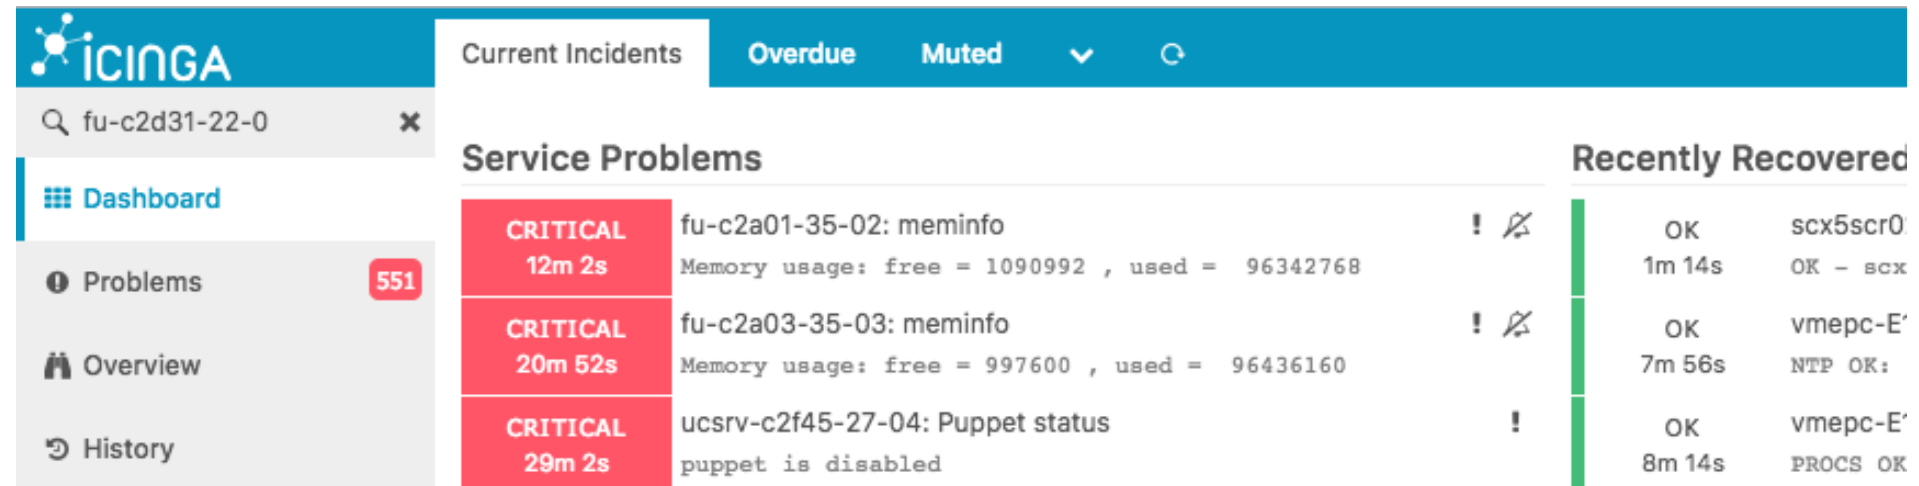 ICINGA
Current Incidents Overdue Muted
fu-c2d31-22-0
Dashboard
Problems 551
Overview
History
Service Problems
CRITICAL fu-c2a01-35-02: meminfo !
12m 2s Memory usage: free = 1090992 , used = 96342768
CRITICAL fu-c2a03-35-03: meminfo !
20m 52s Memory usage: free = 997600 , used = 96436160
CRITICAL ucsrv-c2f45-27-04: Puppet status !
29m 2s puppet is disabled
Recently Recovered
OK
1m 14s OK - scx
OK
7m 56s NTP OK:
OK
8m 14s PROCS OK